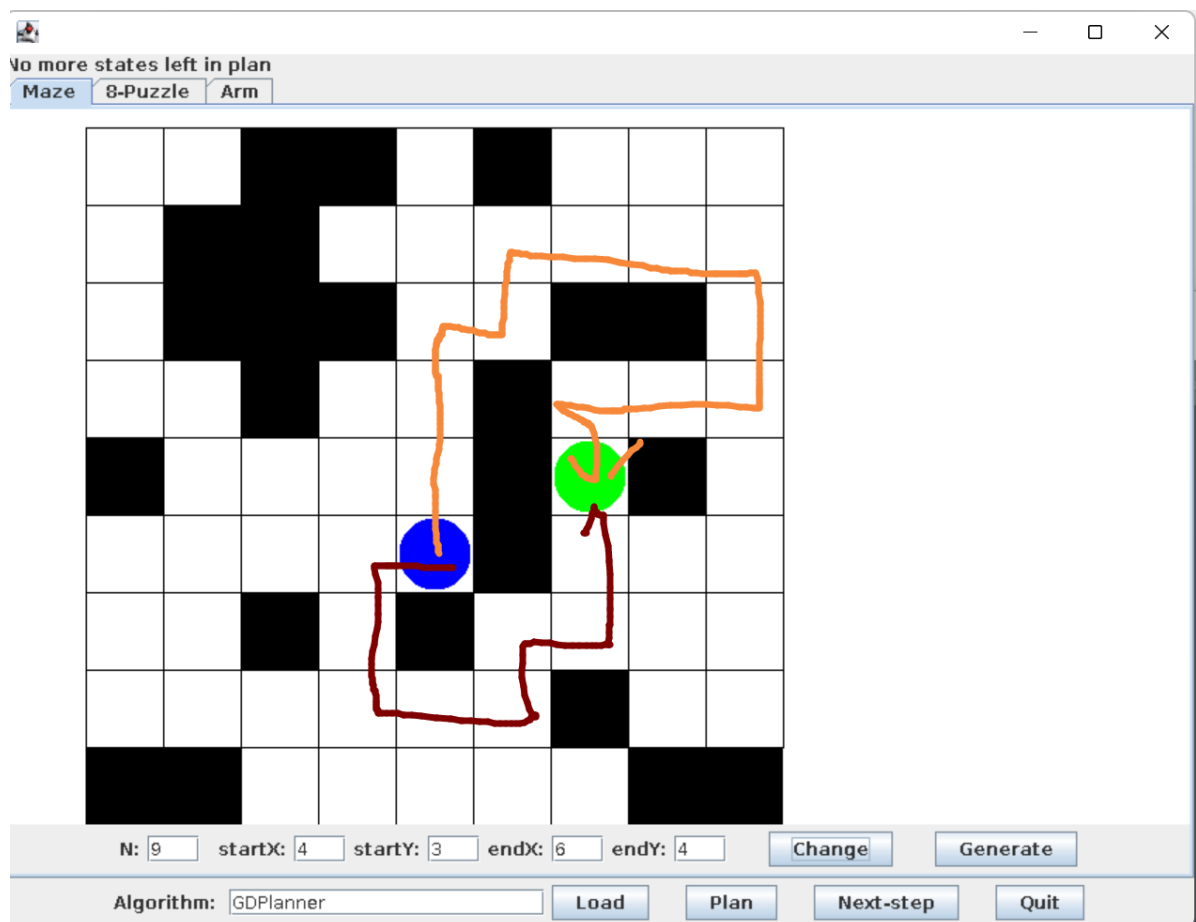 No more states left in plan
Maze 8-Puzzle Arm
N: 9 startX: 4 startY: 3 endX: 6 endY: 4 Change Generate
Algorithm: GDPlanner Load Plan Next-step Quit